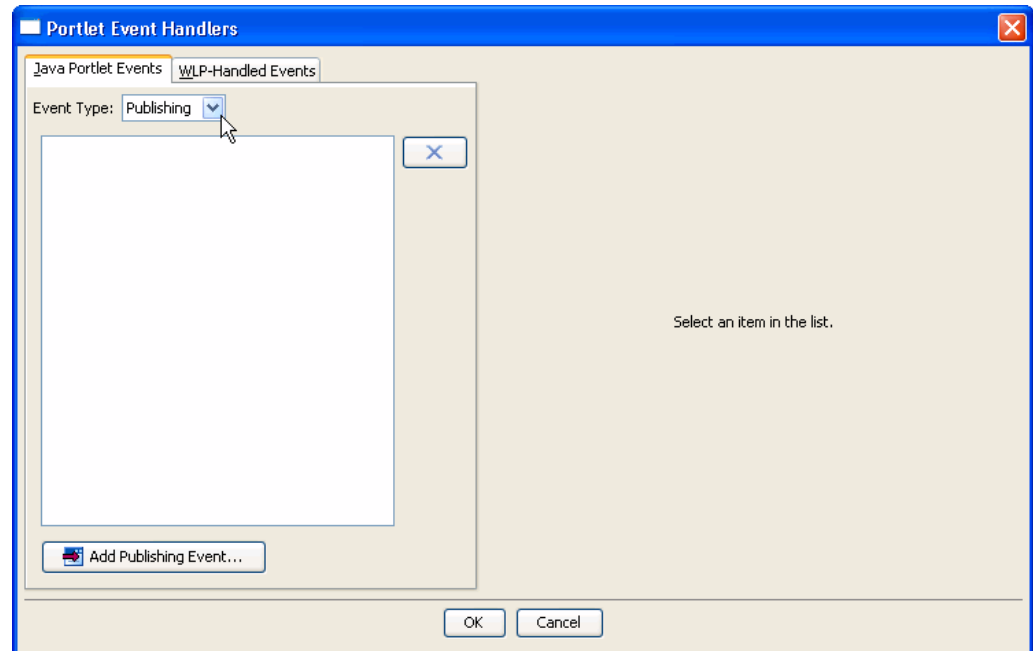 Portlet Event Handlers
Java Portlet Events WLP-Handled Events
Event Type: Publishing
Select an item in the list.
Add Publishing Event...
OK Cancel